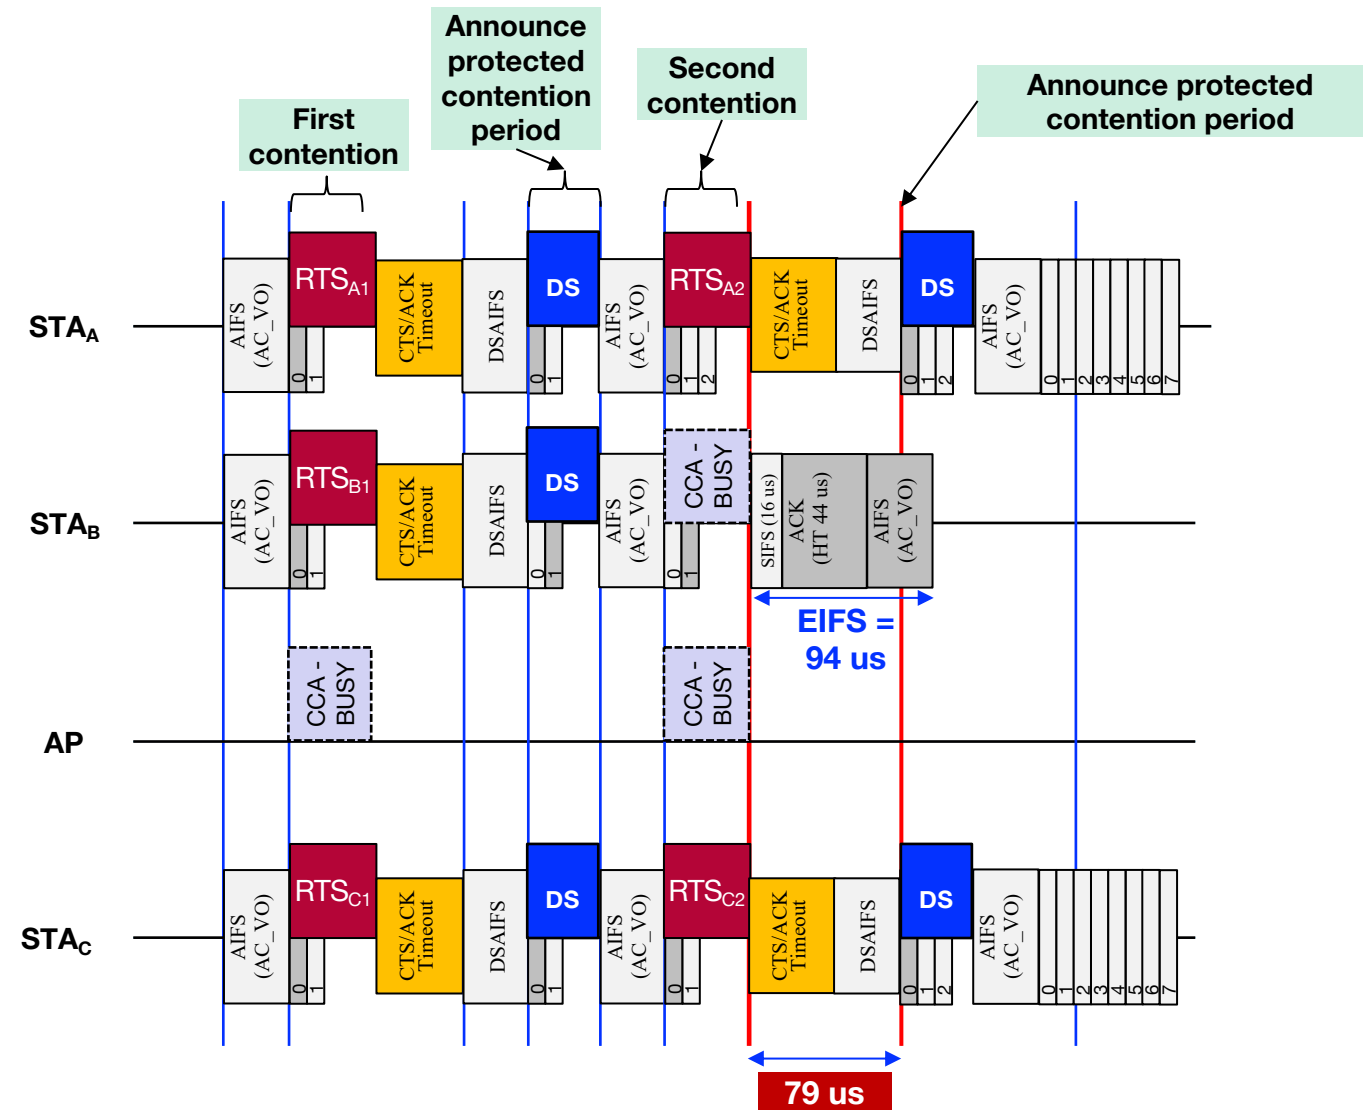 Announce
protected
contention
period
Second
contention
Announce protected
contention period
First
contention
STAA
AIFS
(AC_VO)
RTSA1
0
1
CTS/ACK
Timeout
DSAIFS
DS
0
1
AIFS
(AC_VO)
RTSA2
0
1
2
CTS/ACK
Timeout
DSAIFS
DS
0
1
2
AIFS
(AC_VO)
0
1
2
3
4
5
6
7
STAB
AIFS
(AC_VO)
RTSB1
0
1
CTS/ACK
Timeout
DSAIFS
DS
0
1
AIFS
(AC_VO)
CCA -
BUSY
0
1
SIFS (16 us)
ACK
(HT 44 us)
AIFS
(AC_VO)
EIFS =
94 us
AP
CCA -
BUSY
CCA -
BUSY
STAC
AIFS
(AC_VO)
RTSC1
0
1
CTS/ACK
Timeout
DSAIFS
DS
0
1
AIFS
(AC_VO)
RTSC2
0
1
CTS/ACK
Timeout
DSAIFS
DS
0
1
2
AIFS
(AC_VO)
0
1
2
3
4
5
6
7
79 us